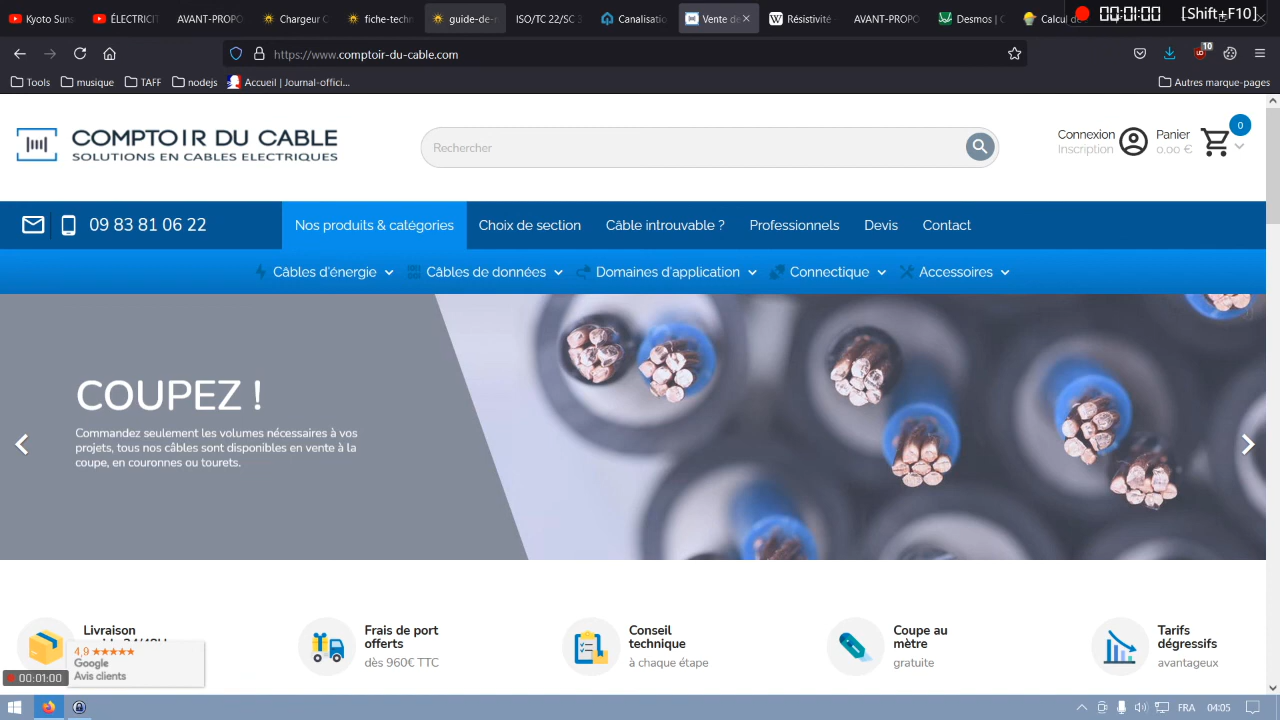 Kyoto Suns
ÉLECTRICIT
AVANT-PROPO
Chargeur C
fiche-techn
guide-de-r
ISO/TC 22/SC 3
Canalisatio
Vente de
Résistivité
AVANT-PROPO
Desmos | C
Calcul de
00:01:00 [Shift+F10]
https://www.comptoir-du-cable.com
10
Tools
musique
TAFF
nodejs
Accueil | Journal-offici...
Autres marque-pages
COMPTOIR DU CABLE
SOLUTIONS EN CABLES ELECTRIQUES
Rechercher
Connexion
Inscription
Panier
0,00 €
0
09 83 81 06 22
Nos produits & catégories
Choix de section
Câble introuvable ?
Professionnels
Devis
Contact
Câbles d'énergie
Câbles de données
Domaines d'application
Connectique
Accessoires
COUPEZ !
Commandez seulement les volumes nécessaires à vos
projets, tous nos câbles sont disponibles en vente à la
coupe, en couronnes ou tourets.
Livraison
4,9 ★★★★★
Google
Avis clients
Frais de port
offerts
dès 960€ TTC
Conseil
technique
à chaque étape
Coupe au
mètre
gratuite
Tarifs
dégressifs
avantageux
00:01:00
FRA
04:05